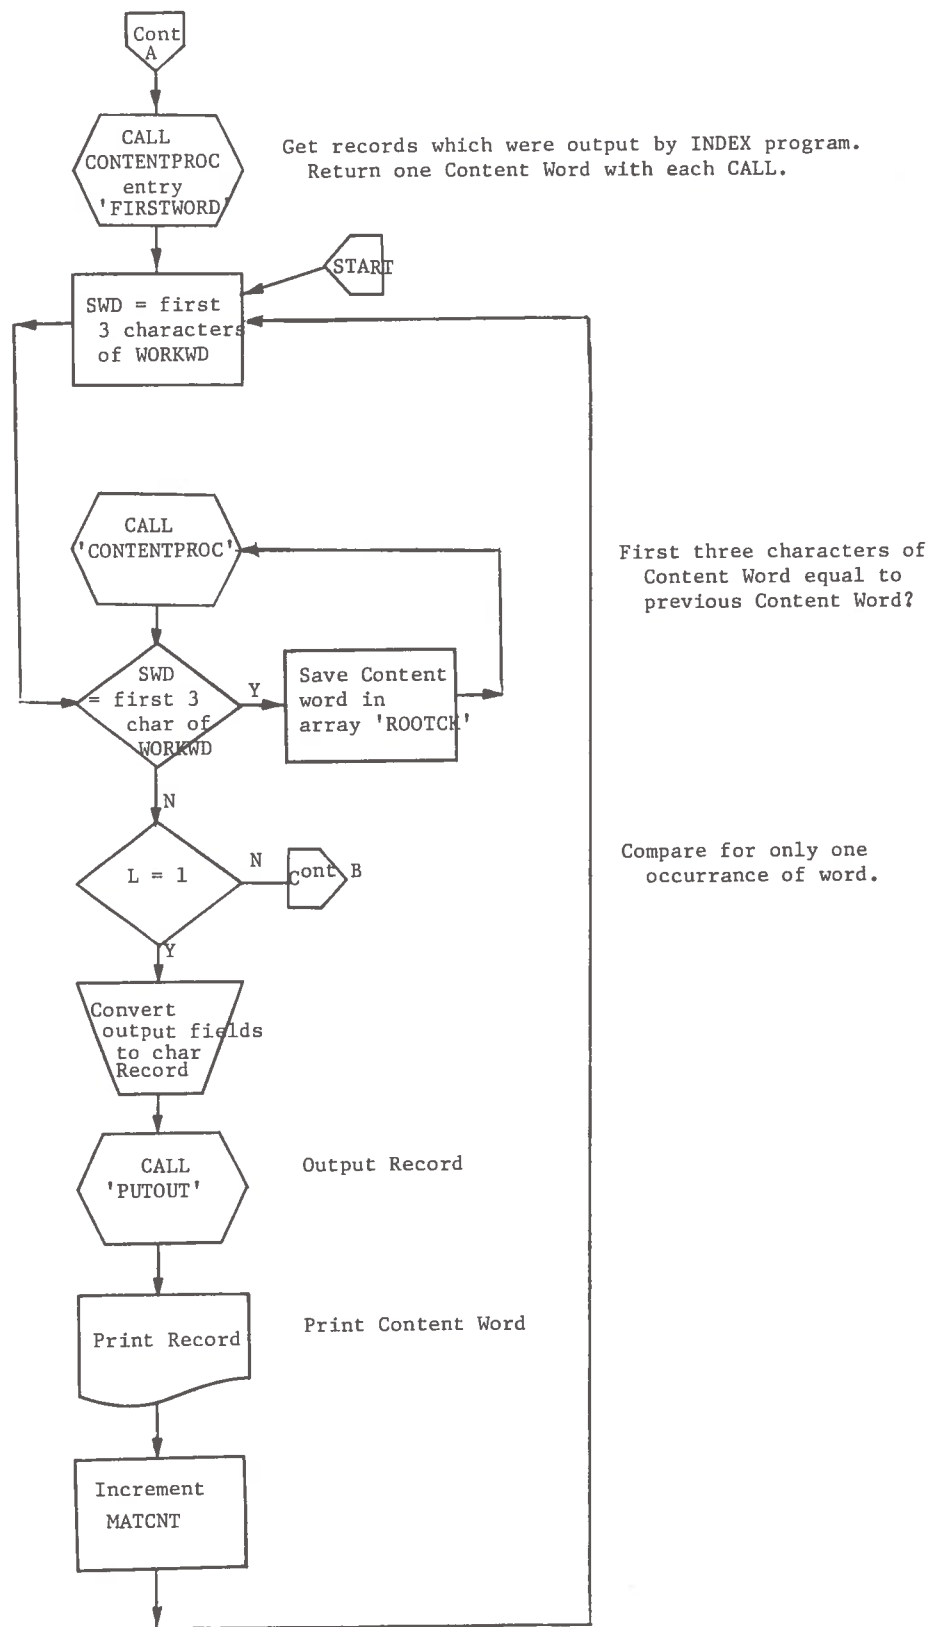 Cont
A
CALL
CONTENTPROC
entry
'FIRSTWORD'
Get records which were output by INDEX program.
Return one Content Word with each CALL.
START
SWD = first
3 characters
of WORKWD
CALL
'CONTENTPROC'
First three characters of
Content Word equal to
previous Content Word?
SWD
= first 3
char of
WORKWD
Y
Save Content
word in
array 'ROOTCK'
N
Compare for only one
occurrance of word.
L = 1
N
Cont B
Y
Convert
output fields
to char
Record
CALL
'PUTOUT'
Output Record
Print Record
Print Content Word
Increment
MATCNT